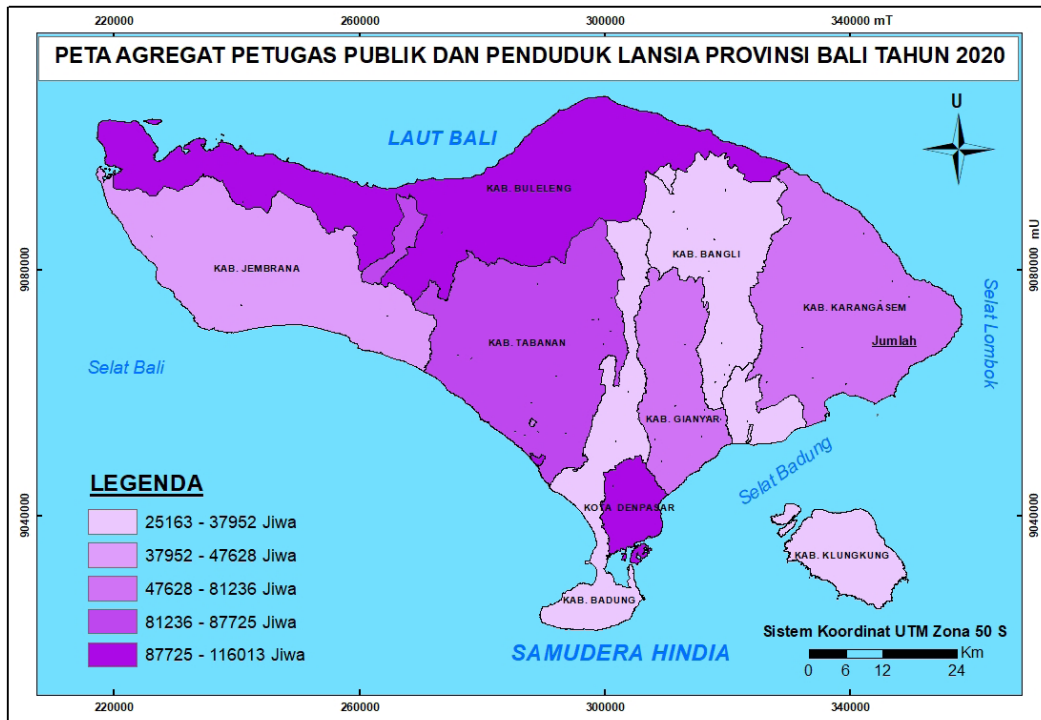 220000 260000 300000 340000 mT
PETA AGREGAT PETUGAS PUBLIK DAN PENDUDUK LANSIA PROVINSI BALI TAHUN 2020
U
LAUT BALI
KAB. BULELENG
KAB. BANGLI
KAB. JEMBRANA
9080000
9080000 mU
KAB. KARANGASEM
Jumlah
KAB. TABANAN
Selat Lombok
Selat Bali
KAB. GIANYAR
Selat Badung
LEGENDA
25163 - 37952 Jiwa
37952 - 47628 Jiwa
47628 - 81236 Jiwa
81236 - 87725 Jiwa
87725 - 116013 Jiwa
KOTA DENPASAR
9040000
9040000
KAB. KLUNGKUNG
KAB. BADUNG
SAMUDERA HINDIA
Sistem Koordinat UTM Zona 50 S
Km
0 6 12 24
220000 260000 300000 340000